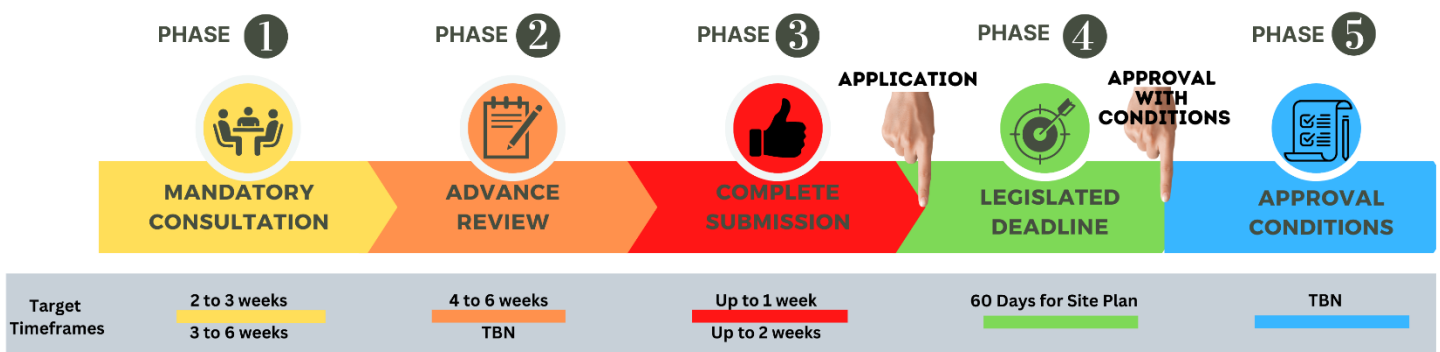 PHASE 1
PHASE 2
PHASE 3
PHASE 4
PHASE 5
APPLICATION
APPROVAL
WITH
CONDITIONS
MANDATORY
CONSULTATION
ADVANCE
REVIEW
COMPLETE
SUBMISSION
LEGISLATED
DEADLINE
APPROVAL
CONDITIONS
Target
Timeframes
2 to 3 weeks
3 to 6 weeks
4 to 6 weeks
TBN
Up to 1 week
Up to 2 weeks
60 Days for Site Plan
TBN